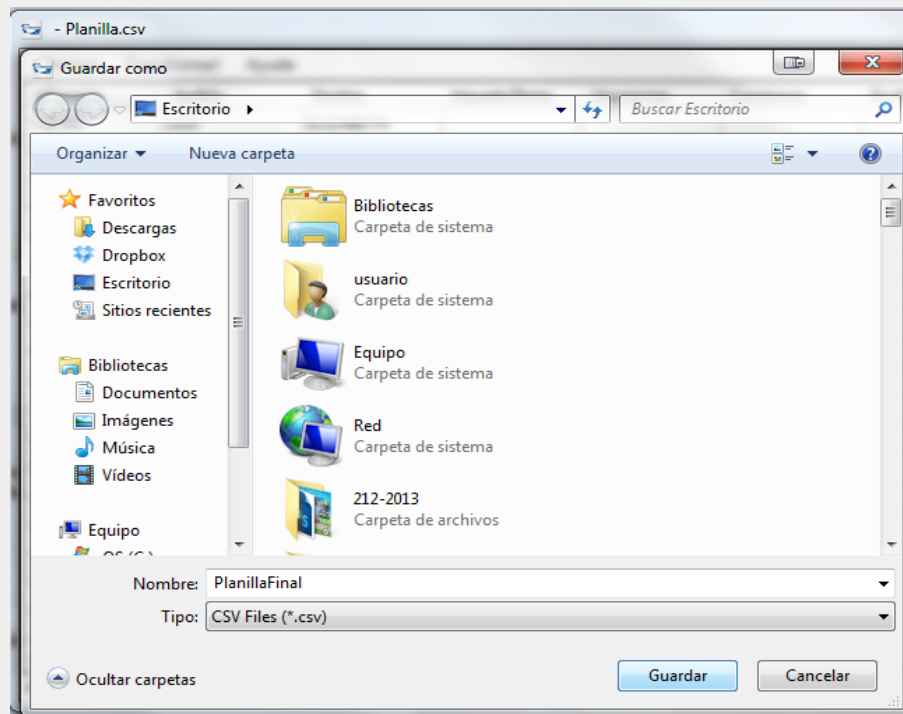 - Planilla.csv
Guardar como
Escritorio
Buscar Escritorio
Organizar
Nueva carpeta
Favoritos
Descargas
Dropbox
Escritorio
Sitios recientes
Bibliotecas
Documentos
Imágenes
Música
Vídeos
Equipo
OS (C:)
Bibliotecas
Carpeta de sistema
usuario
Carpeta de sistema
Equipo
Carpeta de sistema
Red
Carpeta de sistema
212-2013
Carpeta de archivos
Nombre: PlanillaFinal
Tipo: CSV Files (*.csv)
Ocultar carpetas
Guardar
Cancelar